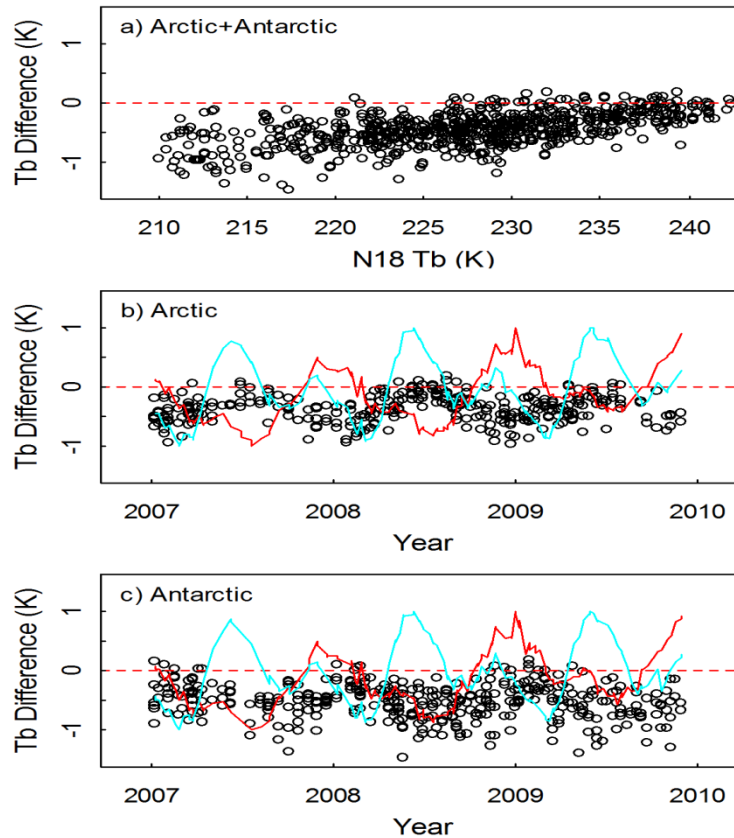 a) Arctic+Antarctic
Tb Difference (K)
1
0
-1
210 215 220 225 230 235 240
N18 Tb (K)
b) Arctic
Tb Difference (K)
1
0
-1
2007 2008 2009 2010
Year
c) Antarctic
Tb Difference (K)
1
0
-1
2007 2008 2009 2010
Year